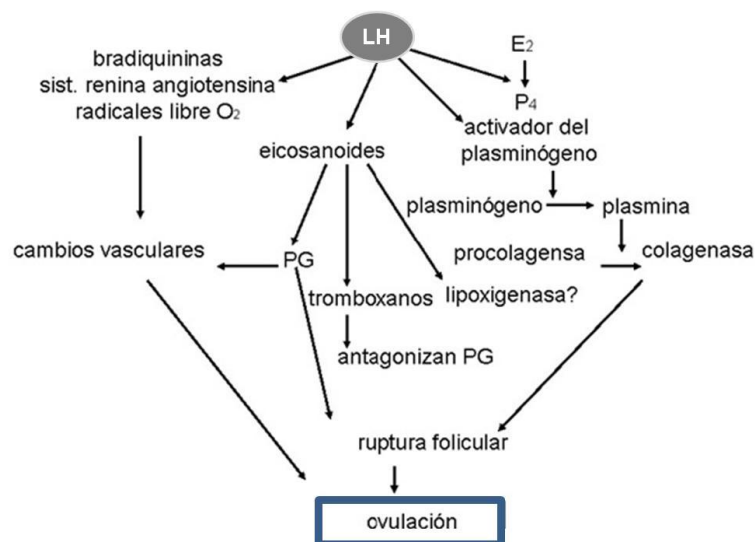 LH
E2
bradiquininas
sist. renina angiotensina
radicales libre O2
P4
activador del
plasminógeno
eicosanoides
plasminógeno
plasmina
cambios vasculares
PG
procolagensa
colagenasa
tromboxanos
lipoxigenasa?
antagonizan PG
ruptura folicular
ovulación